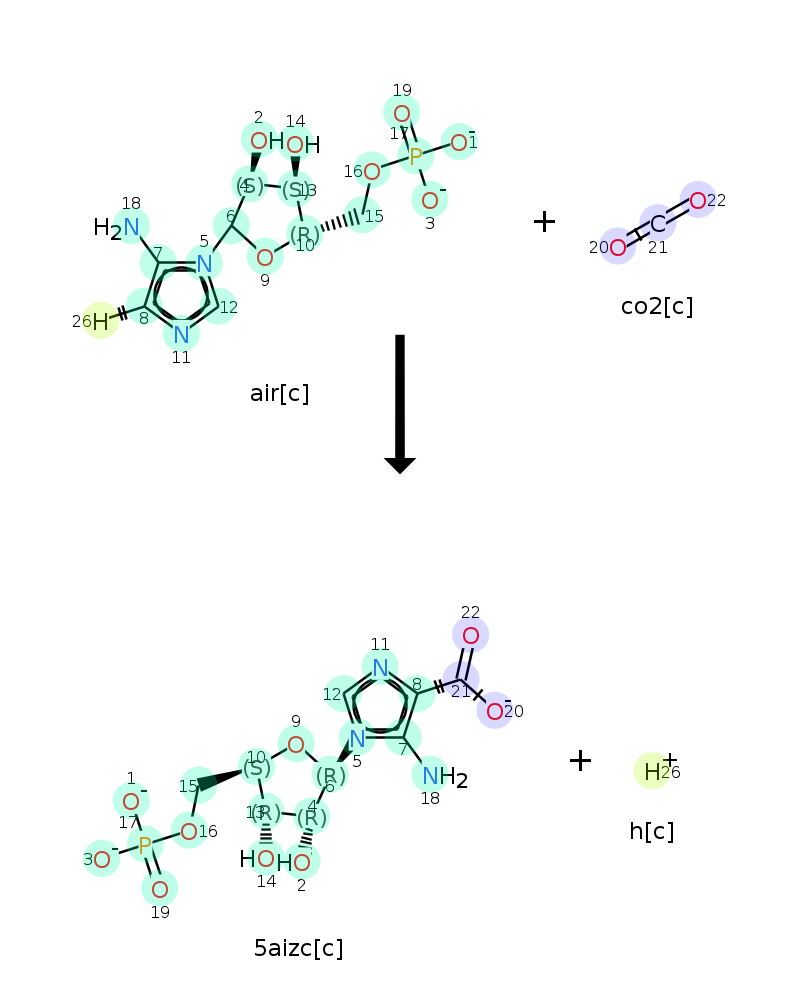 19
2 14 O
OH OH 17 P O⁻ 1
(S) (S) 16 O
4 13 O⁻
18 6 (R) 15 3
H₂N 5 10
7 N O
9
26 H 8 12
N
11
+
O 22
C
20 O 21
co2[c]
air[c]
22
O
11
N 8
12 21 O⁻ 20
9
O N 7
10 5
(S) (R) NH₂
15 6 18
1 4
O⁻ 13 (R) (R)
17 O 16
3 O⁻ P HO HO
14 2
O
19
+
H⁺ 26
h[c]
5aizc[c]